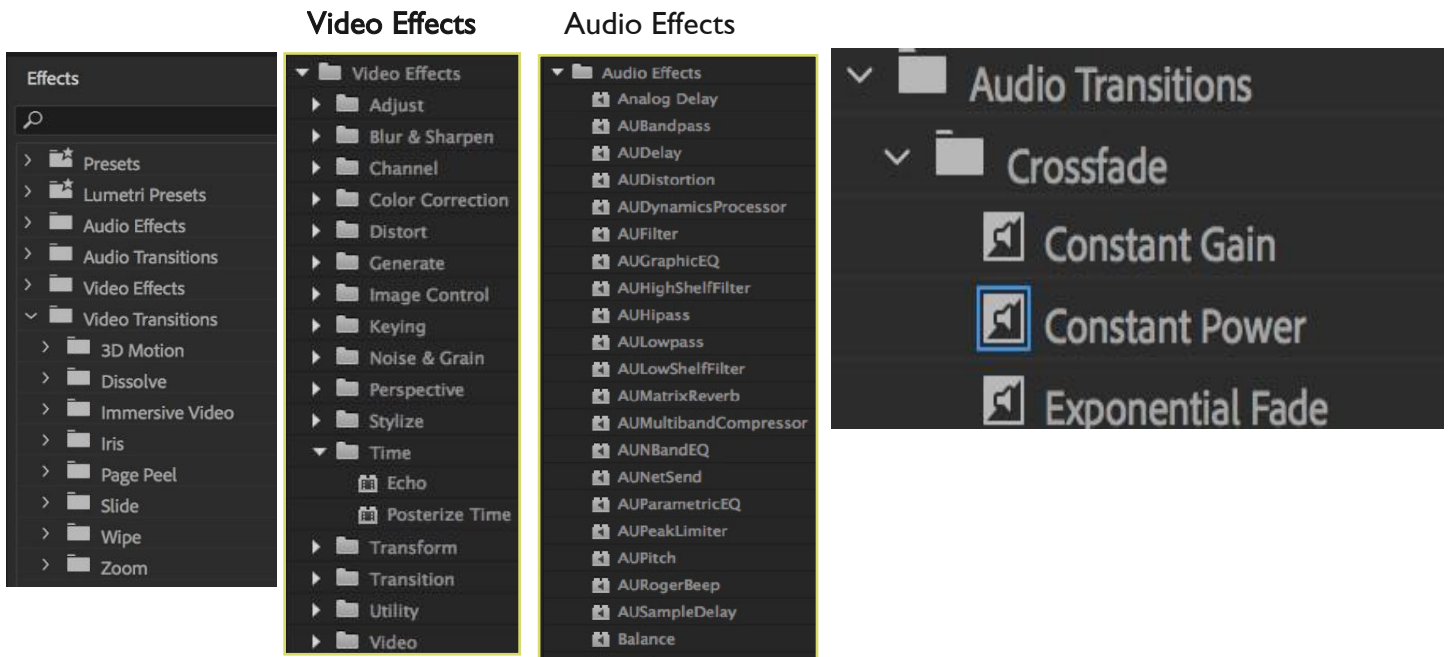 Video Effects
Audio Effects
Effects
Presets
Lumetri Presets
Audio Effects
Audio Transitions
Video Effects
Video Transitions
3D Motion
Dissolve
Immersive Video
Iris
Page Peel
Slide
Wipe
Zoom
Video Effects
Adjust
Blur & Sharpen
Channel
Color Correction
Distort
Generate
Image Control
Keying
Noise & Grain
Perspective
Stylize
Time
Echo
Posterize Time
Transform
Transition
Utility
Video
Audio Effects
Analog Delay
AUBandpass
AUDelay
AUDistortion
AUDynamicsProcessor
AUFilter
AUGraphicEQ
AUHighShelfFilter
AUHipass
AULowpass
AULowShelfFilter
AUMatrixReverb
AUMultibandCompressor
AUNBandEQ
AUNetSend
AUParametricEQ
AUPeakLimiter
AUPitch
AURogerBeep
AUSampleDelay
Balance
Audio Transitions
Crossfade
Constant Gain
Constant Power
Exponential Fade